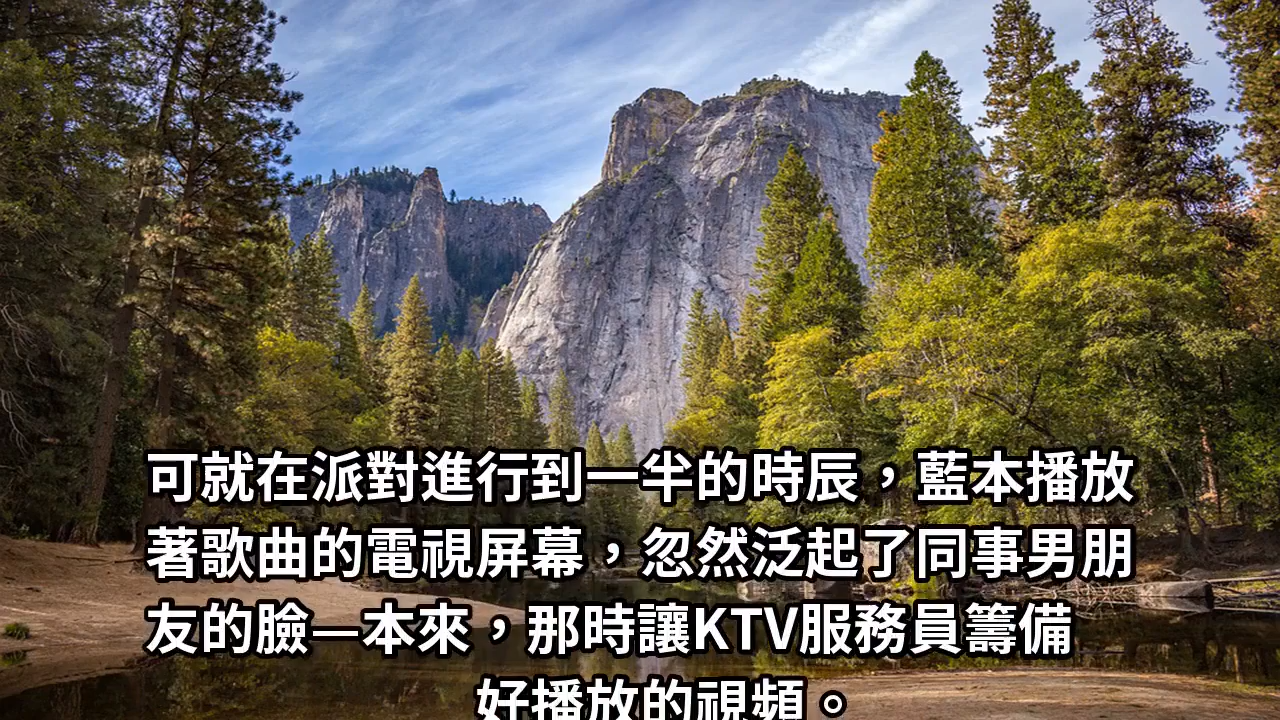 可就在派對進行到一半的時辰，藍本播放
著歌曲的電視屏幕，忽然泛起了同事男朋
友的臉—本來，那時讓KTV服務員籌備
好播放的視頻。